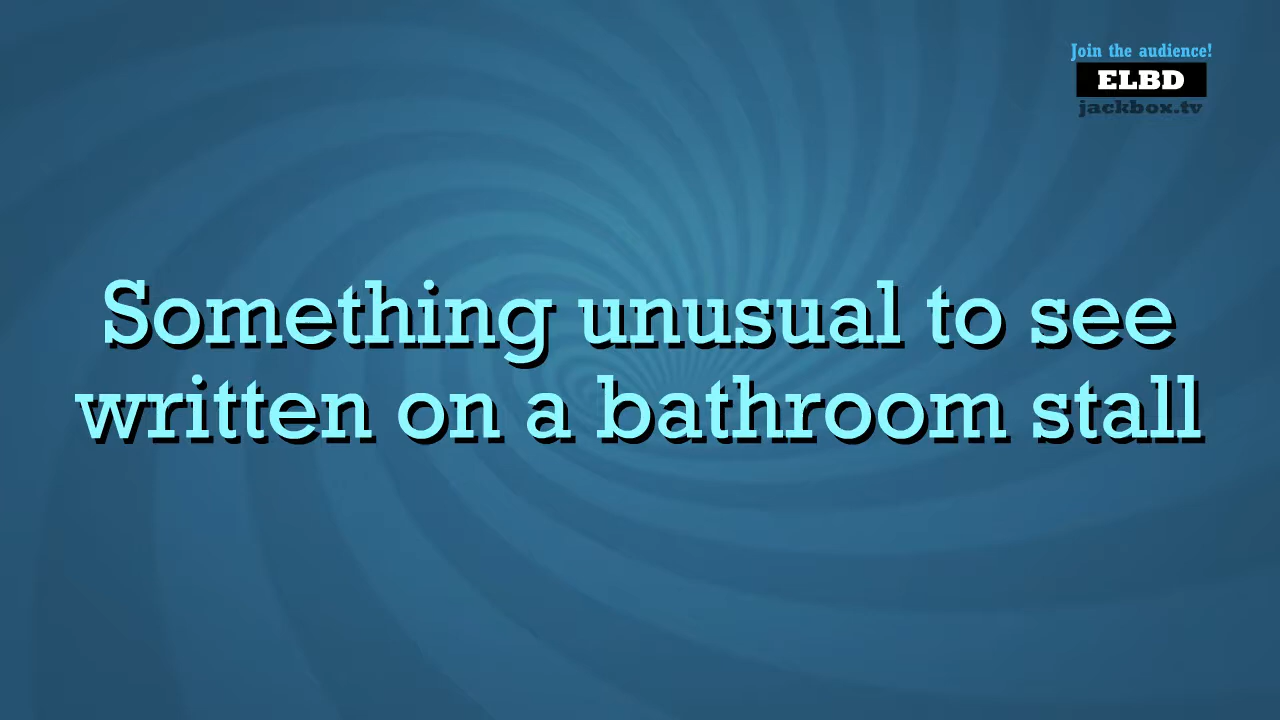 Join the audience!
ELBD
jackbox.tv
Something unusual to see
written on a bathroom stall